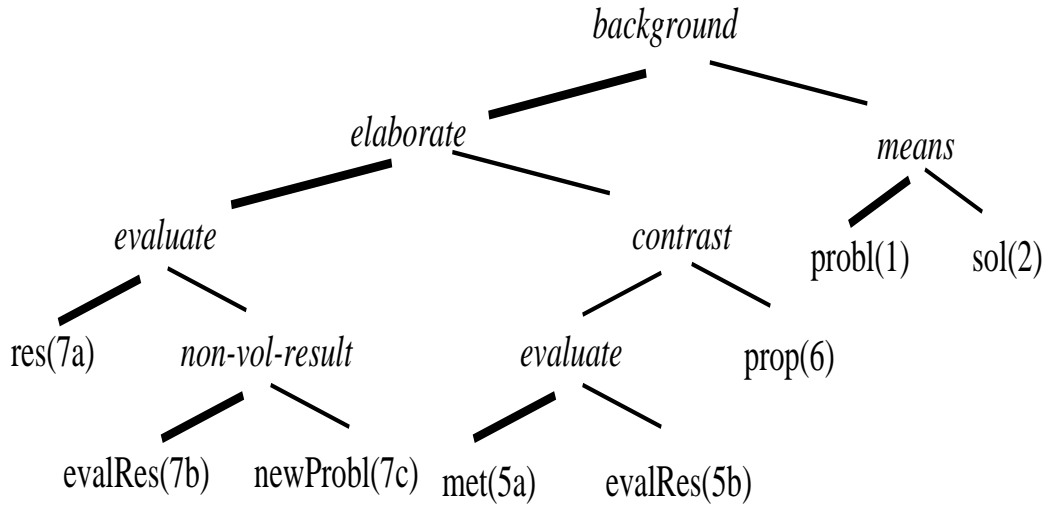 background
elaborate
means
evaluate
contrast
probl(1)
sol(2)
res(7a)
non-vol-result
evaluate
prop(6)
evalRes(7b)
newProbl(7c)
met(5a)
evalRes(5b)